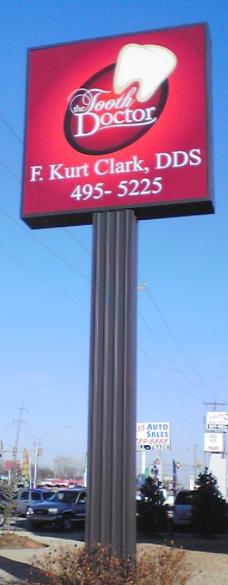 the Tooth
Doctor
F. Kurt Clark, DDS
495-5225
AUTO
SALES